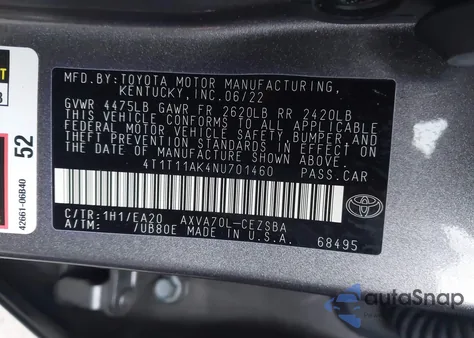 MFD.BY:TOYOTA MOTOR MANUFACTURING,
KENTUCKY, INC.06/22
GVWR 4475LB GAWR FR 2620LB RR 2420LB
THIS VEHICLE CONFORMS TO ALL APPLICABLE
FEDERAL MOTOR VEHICLE SAFETY, BUMPER, AND
THEFT PREVENTION STANDARDS IN EFFECT ON THE
DATE OF MANUFACTURE SHOWN ABOVE.
4T1T11AK4NU701460 PASS.CAR
C/TR:1H1/EA20 AXVA70L-CEZSBA
/UB80E MADE IN U.S.A.
68495
TOYOTA
52
42661-06B40
autoSnap